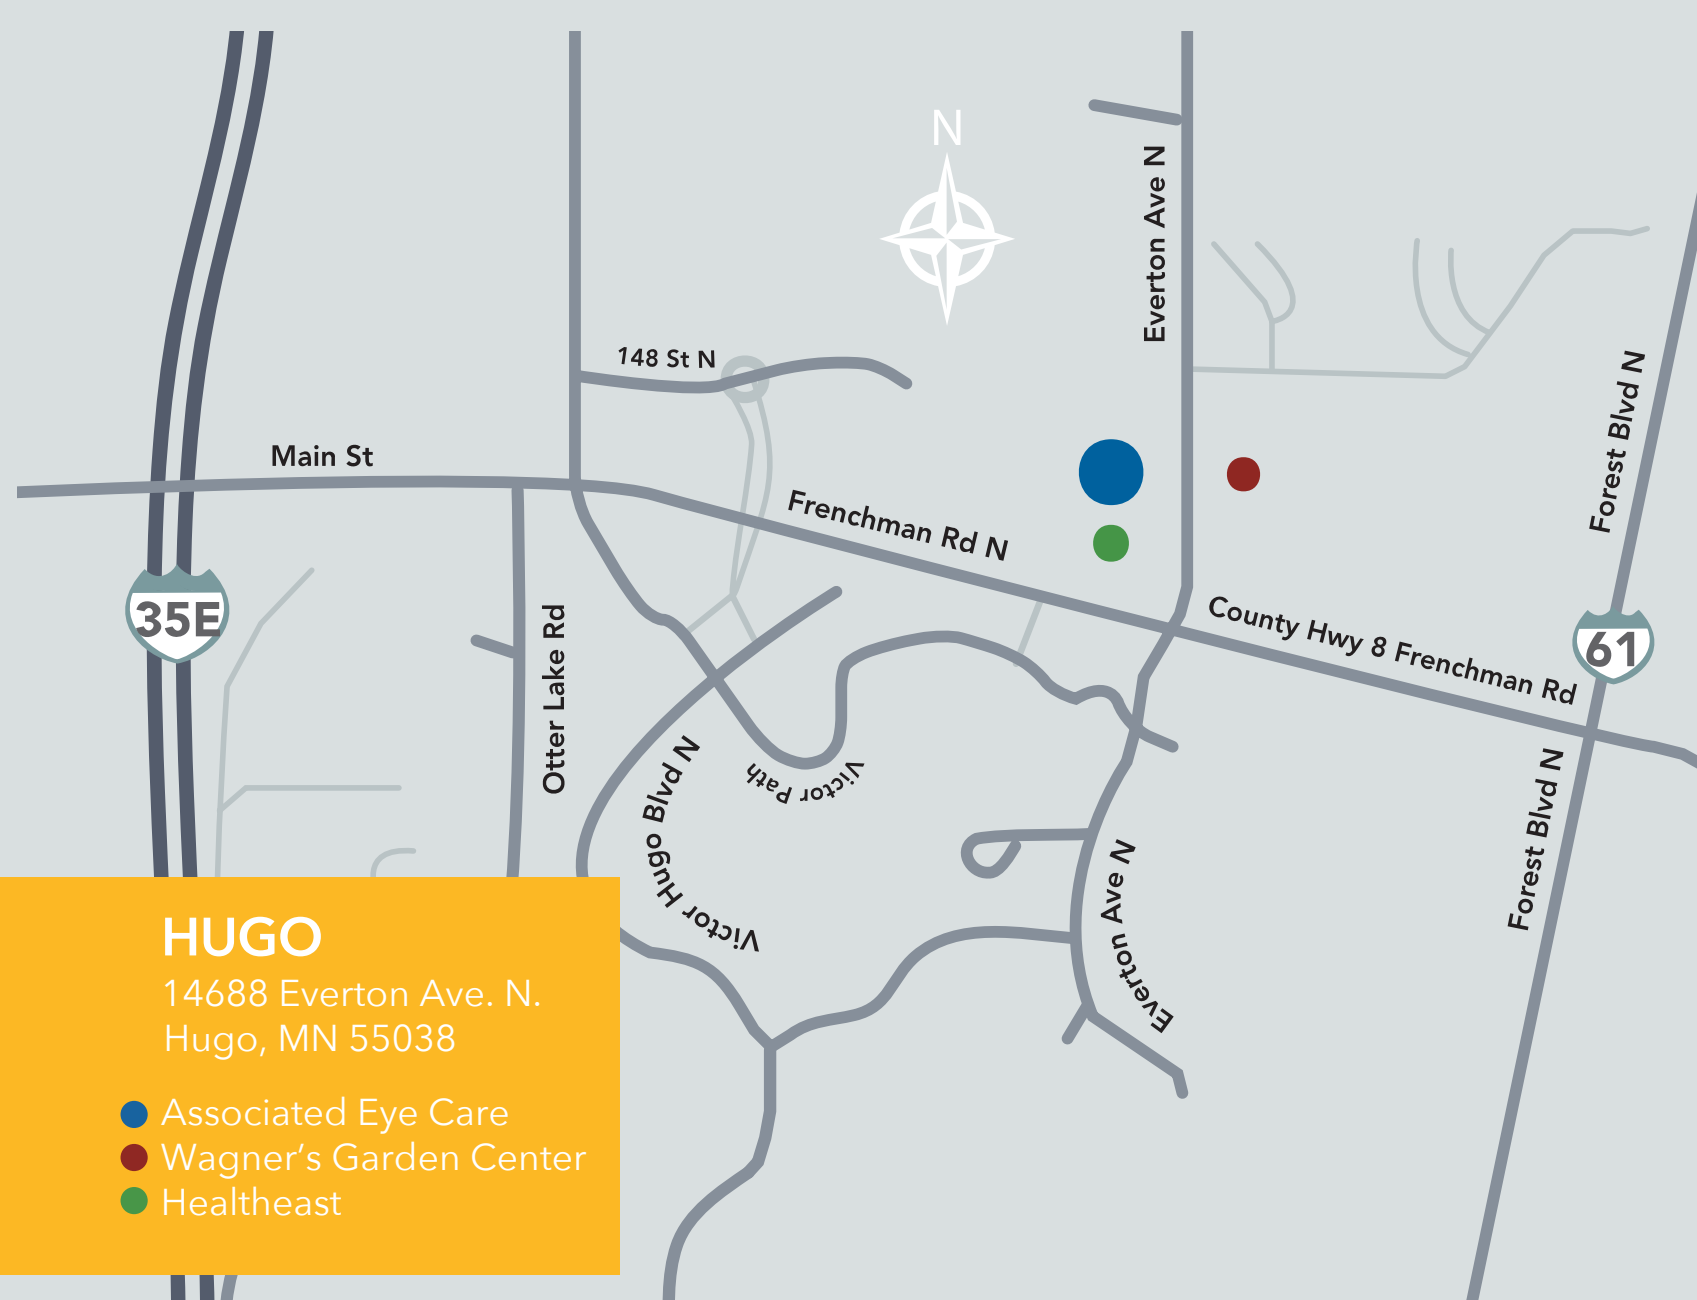 N
Everton Ave N
148 St N
Main St
Frenchman Rd N
Forest Blvd N
35E
Otter Lake Rd
County Hwy 8 Frenchman Rd
61
Victor Hugo Blvd N
Victor Path
Everton Ave N
Forest Blvd N
HUGO
14688 Everton Ave. N.
Hugo, MN 55038
Associated Eye Care
Wagner’s Garden Center
Healtheast